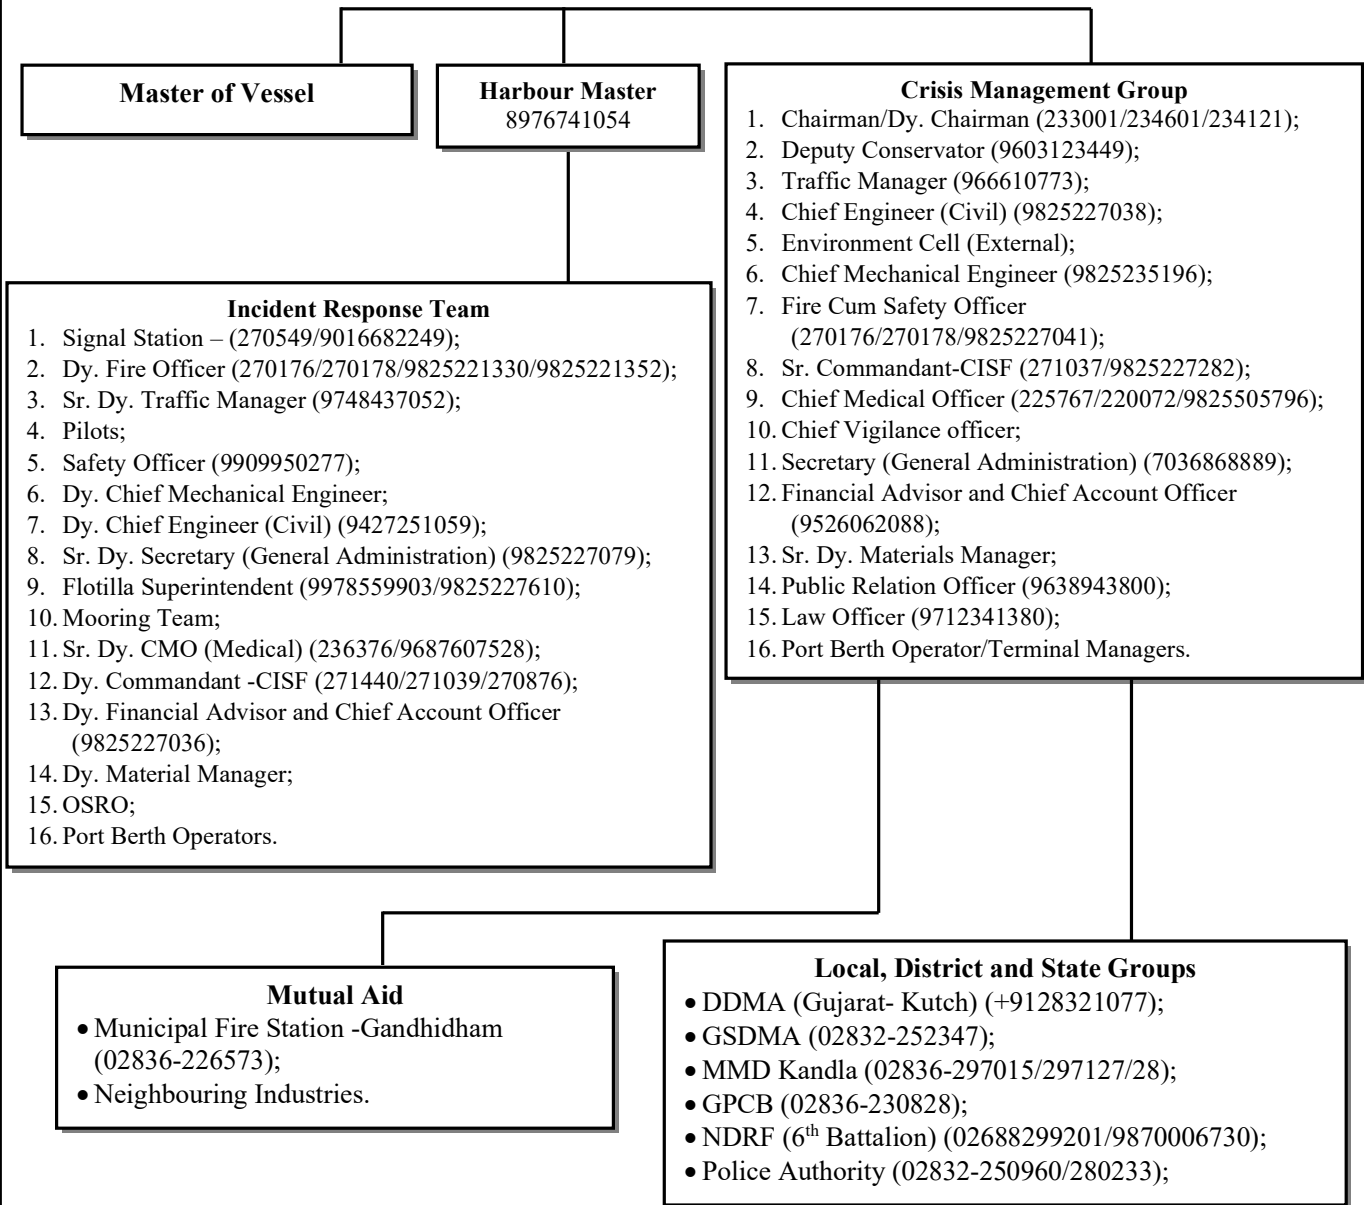 Master of Vessel
Harbour Master
8976741054
Crisis Management Group
1. Chairman/Dy. Chairman (233001/234601/234121);
2. Deputy Conservator (9603123449);
3. Traffic Manager (966610773);
4. Chief Engineer (Civil) (9825227038);
5. Environment Cell (External);
6. Chief Mechanical Engineer (9825235196);
7. Fire Cum Safety Officer
(270176/270178/9825227041);
8. Sr. Commandant-CISF (271037/9825227282);
9. Chief Medical Officer (225767/220072/9825505796);
10. Chief Vigilance officer;
11. Secretary (General Administration) (7036868889);
12. Financial Advisor and Chief Account Officer
(9526062088);
13. Sr. Dy. Materials Manager;
14. Public Relation Officer (9638943800);
15. Law Officer (9712341380);
16. Port Berth Operator/Terminal Managers.
Incident Response Team
1. Signal Station – (270549/9016682249);
2. Dy. Fire Officer (270176/270178/9825221330/9825221352);
3. Sr. Dy. Traffic Manager (9748437052);
4. Pilots;
5. Safety Officer (9909950277);
6. Dy. Chief Mechanical Engineer;
7. Dy. Chief Engineer (Civil) (9427251059);
8. Sr. Dy. Secretary (General Administration) (9825227079);
9. Flotilla Superintendent (9978559903/9825227610);
10. Mooring Team;
11. Sr. Dy. CMO (Medical) (236376/9687607528);
12. Dy. Commandant -CISF (271440/271039/270876);
13. Dy. Financial Advisor and Chief Account Officer
(9825227036);
14. Dy. Material Manager;
15. OSRO;
16. Port Berth Operators.
Mutual Aid
• Municipal Fire Station -Gandhidham
(02836-226573);
• Neighbouring Industries.
Local, District and State Groups
• DDMA (Gujarat- Kutch) (+9128321077);
• GSDMA (02832-252347);
• MMD Kandla (02836-297015/297127/28);
• GPCB (02836-230828);
• NDRF (6th Battalion) (02688299201/9870006730);
• Police Authority (02832-250960/280233);